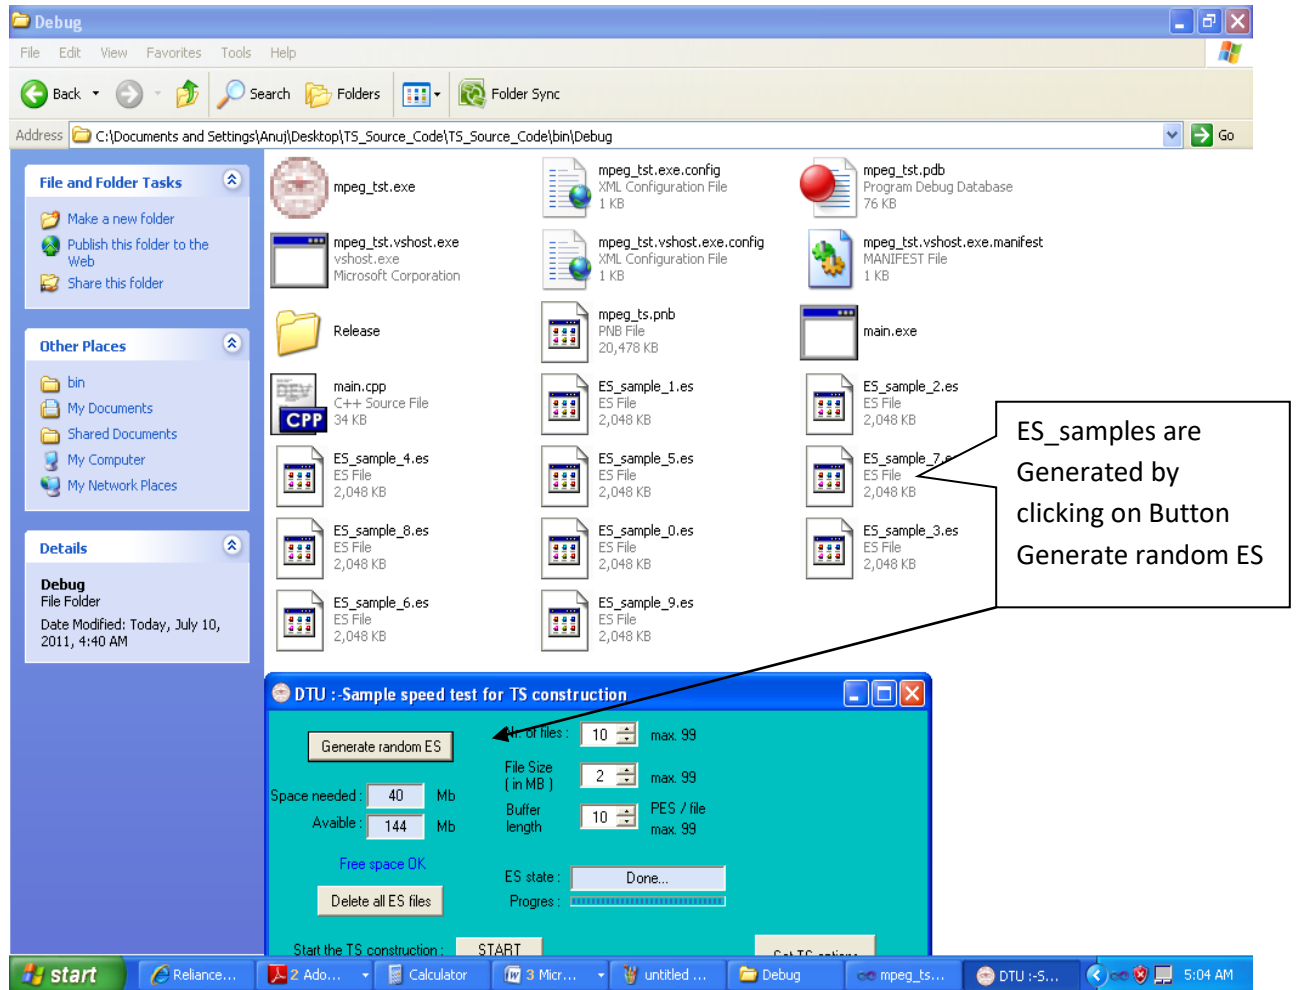 Debug
File Edit View Favorites Tools Help
Back Search Folders Folder Sync
Address C:\Documents and Settings\Anuj\Desktop\TS_Source_Code\TS_Source_Code\bin\Debug Go
File and Folder Tasks
Make a new folder
Publish this folder to the
Web
Share this folder
Other Places
bin
My Documents
Shared Documents
My Computer
My Network Places
Details
Debug
File Folder
Date Modified: Today, July 10,
2011, 4:40 AM
mpeg_tst.exe
mpeg_tst.exe.config
XML Configuration File
1 KB
mpeg_tst.pdb
Program Debug Database
76 KB
mpeg_tst.vshost.exe
vshost.exe
Microsoft Corporation
mpeg_tst.vshost.exe.config
XML Configuration File
1 KB
mpeg_tst.vshost.exe.manifest
MANIFEST File
1 KB
Release
mpeg_ts.pnb
PNB File
20,478 KB
main.exe
DEV
CPP
main.cpp
C++ Source File
34 KB
ES_sample_1.es
ES File
2,048 KB
ES_sample_2.es
ES File
2,048 KB
ES_sample_4.es
ES File
2,048 KB
ES_sample_5.es
ES File
2,048 KB
ES_sample_7.e
ES File
2,048 KB
ES_sample_8.es
ES File
2,048 KB
ES_sample_0.es
ES File
2,048 KB
ES_sample_3.es
ES File
2,048 KB
ES_sample_6.es
ES File
2,048 KB
ES_sample_9.es
ES File
2,048 KB
ES_samples are
Generated by
clicking on Button
Generate random ES
DTU :-Sample speed test for TS construction
Generate random ES
Nr. of files : 10 max. 99
File Size
( in MB ) 2 max. 99
Space needed : 40 Mb
Buffer
length 10 PES / file
max. 99
Avaible : 144 Mb
Free space OK
ES state : Done...
Delete all ES files
Progres :
Start the TS construction : START
Set TS options
start Reliance... 2 Ado... Calculator 3 Micr... untitled ... Debug mpeg_ts... DTU :-S... 5:04 AM